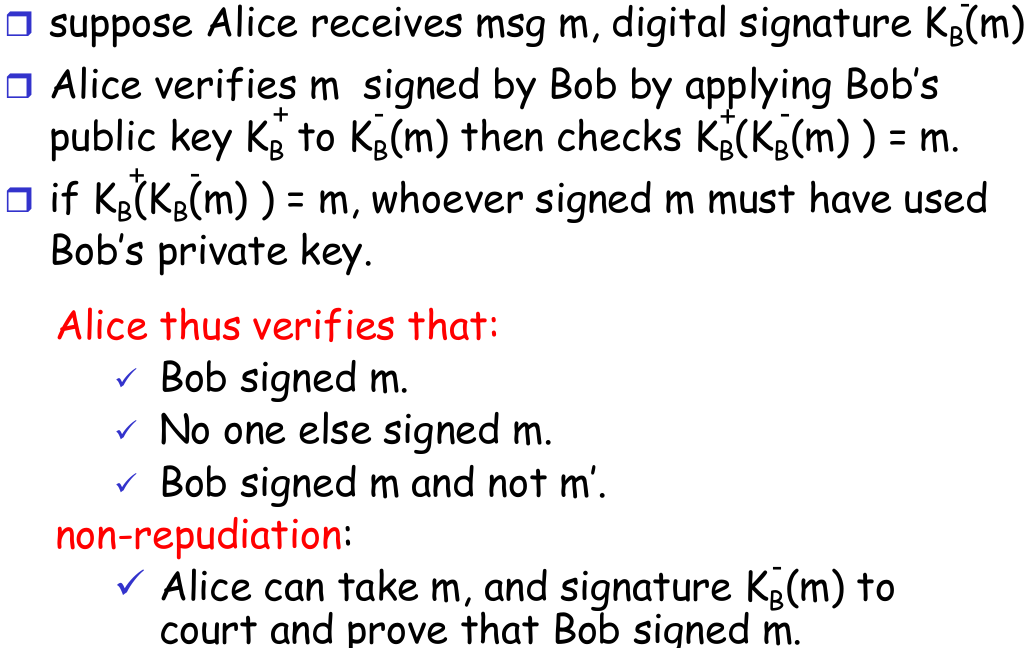 ❒ suppose Alice receives msg m, digital signature K_B^-(m)
❒ Alice verifies m signed by Bob by applying Bob's
public key K_B^+ to K_B^-(m) then checks K_B^+(K_B^-(m) ) = m.
❒ if K_B^+(K_B^-(m) ) = m, whoever signed m must have used
Bob's private key.
Alice thus verifies that:
✓ Bob signed m.
✓ No one else signed m.
✓ Bob signed m and not m'.
non-repudiation:
✓ Alice can take m, and signature K_B^-(m) to
court and prove that Bob signed m.